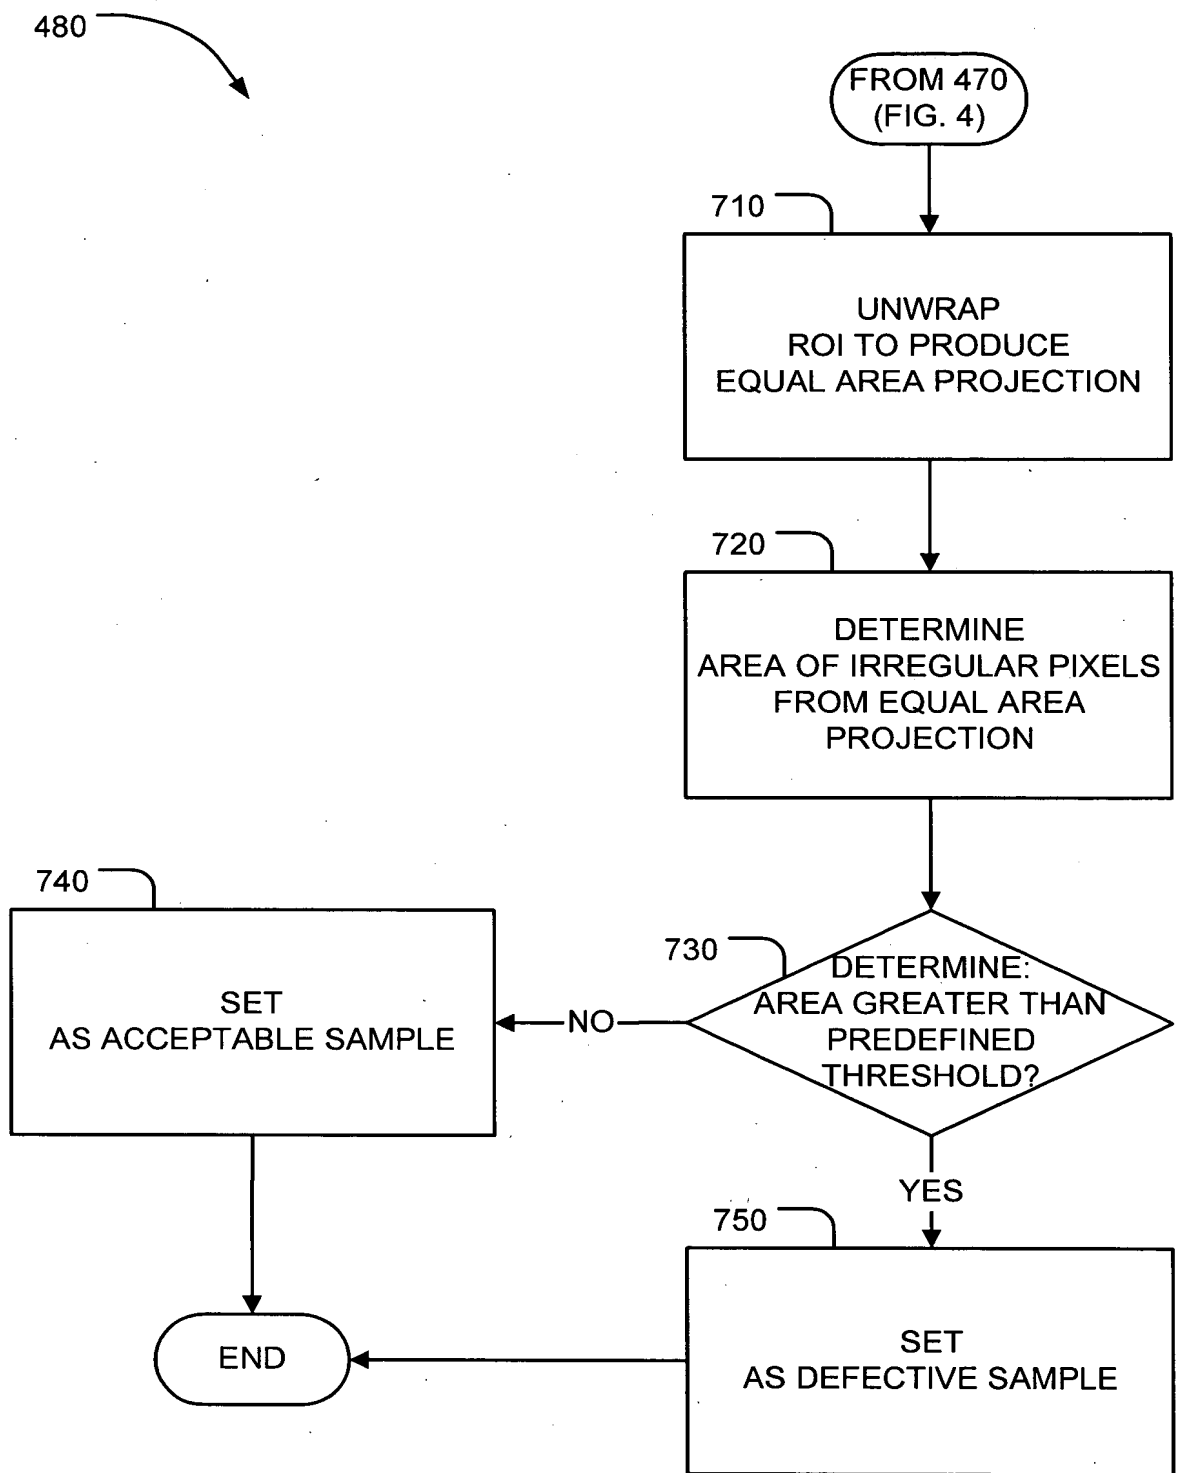 480
FROM 470
(FIG. 4)
710
UNWRAP
ROI TO PRODUCE
EQUAL AREA PROJECTION
720
DETERMINE
AREA OF IRREGULAR PIXELS
FROM EQUAL AREA
PROJECTION
730
DETERMINE:
AREA GREATER THAN
PREDEFINED
THRESHOLD?
NO
740
SET
AS ACCEPTABLE SAMPLE
YES
750
SET
AS DEFECTIVE SAMPLE
END